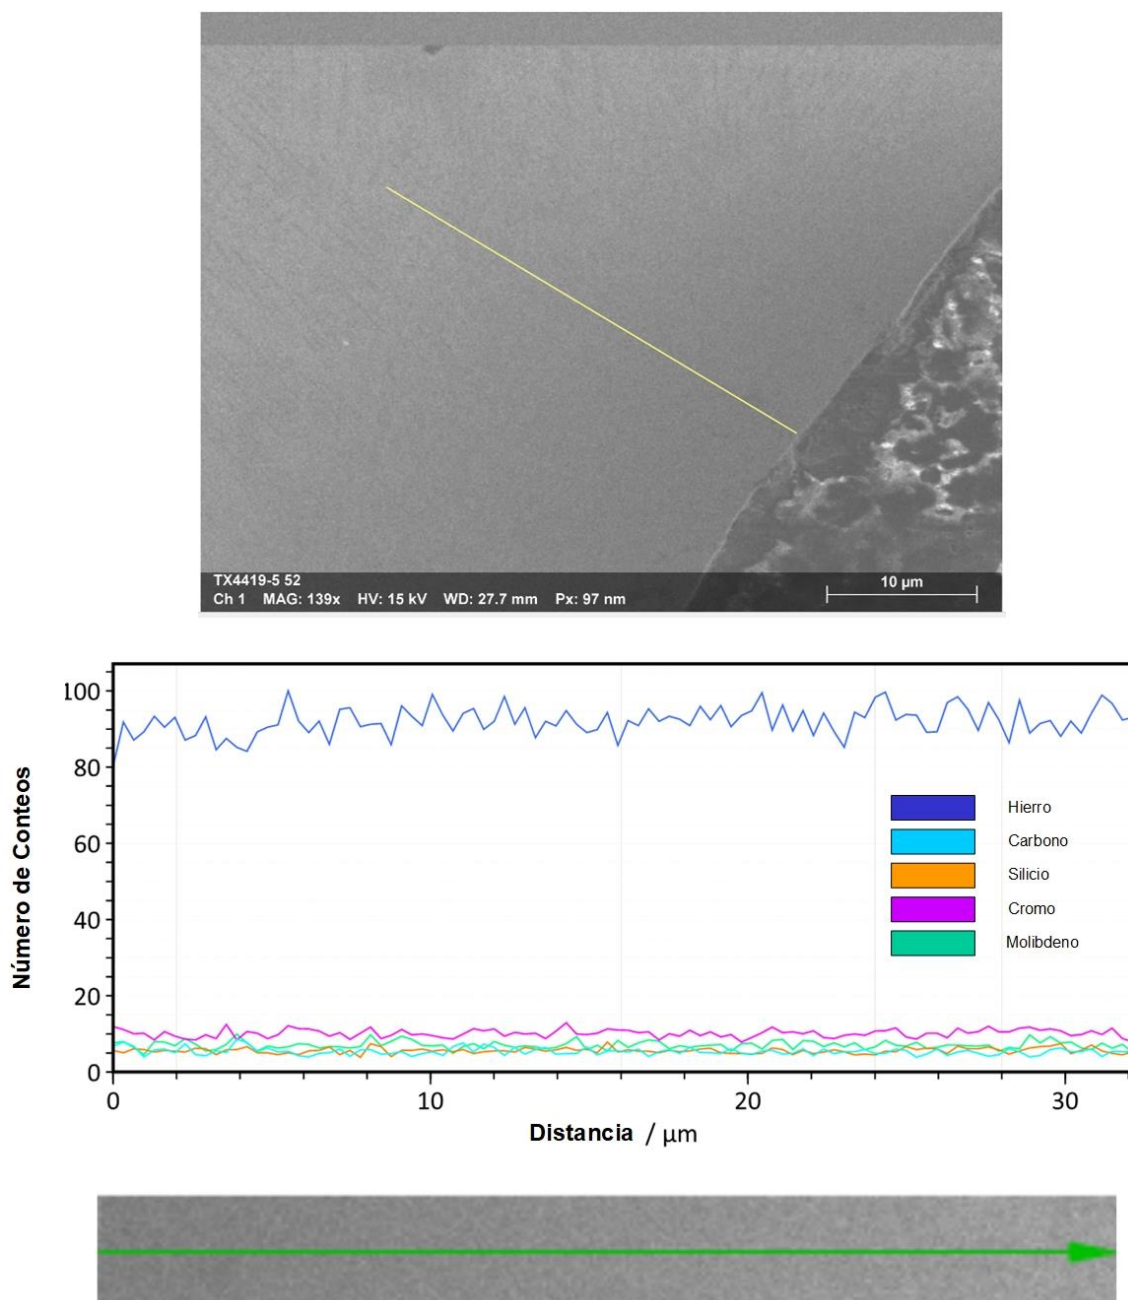 TX4419-5 52
Ch 1 MAG: 139x HV: 15 kV WD: 27.7 mm Px: 97 nm
10 µm
100
80
60
40
20
0
Número de Conteos
Hierro
Carbono
Silicio
Cromo
Molibdeno
0 10 20 30
Distancia / µm